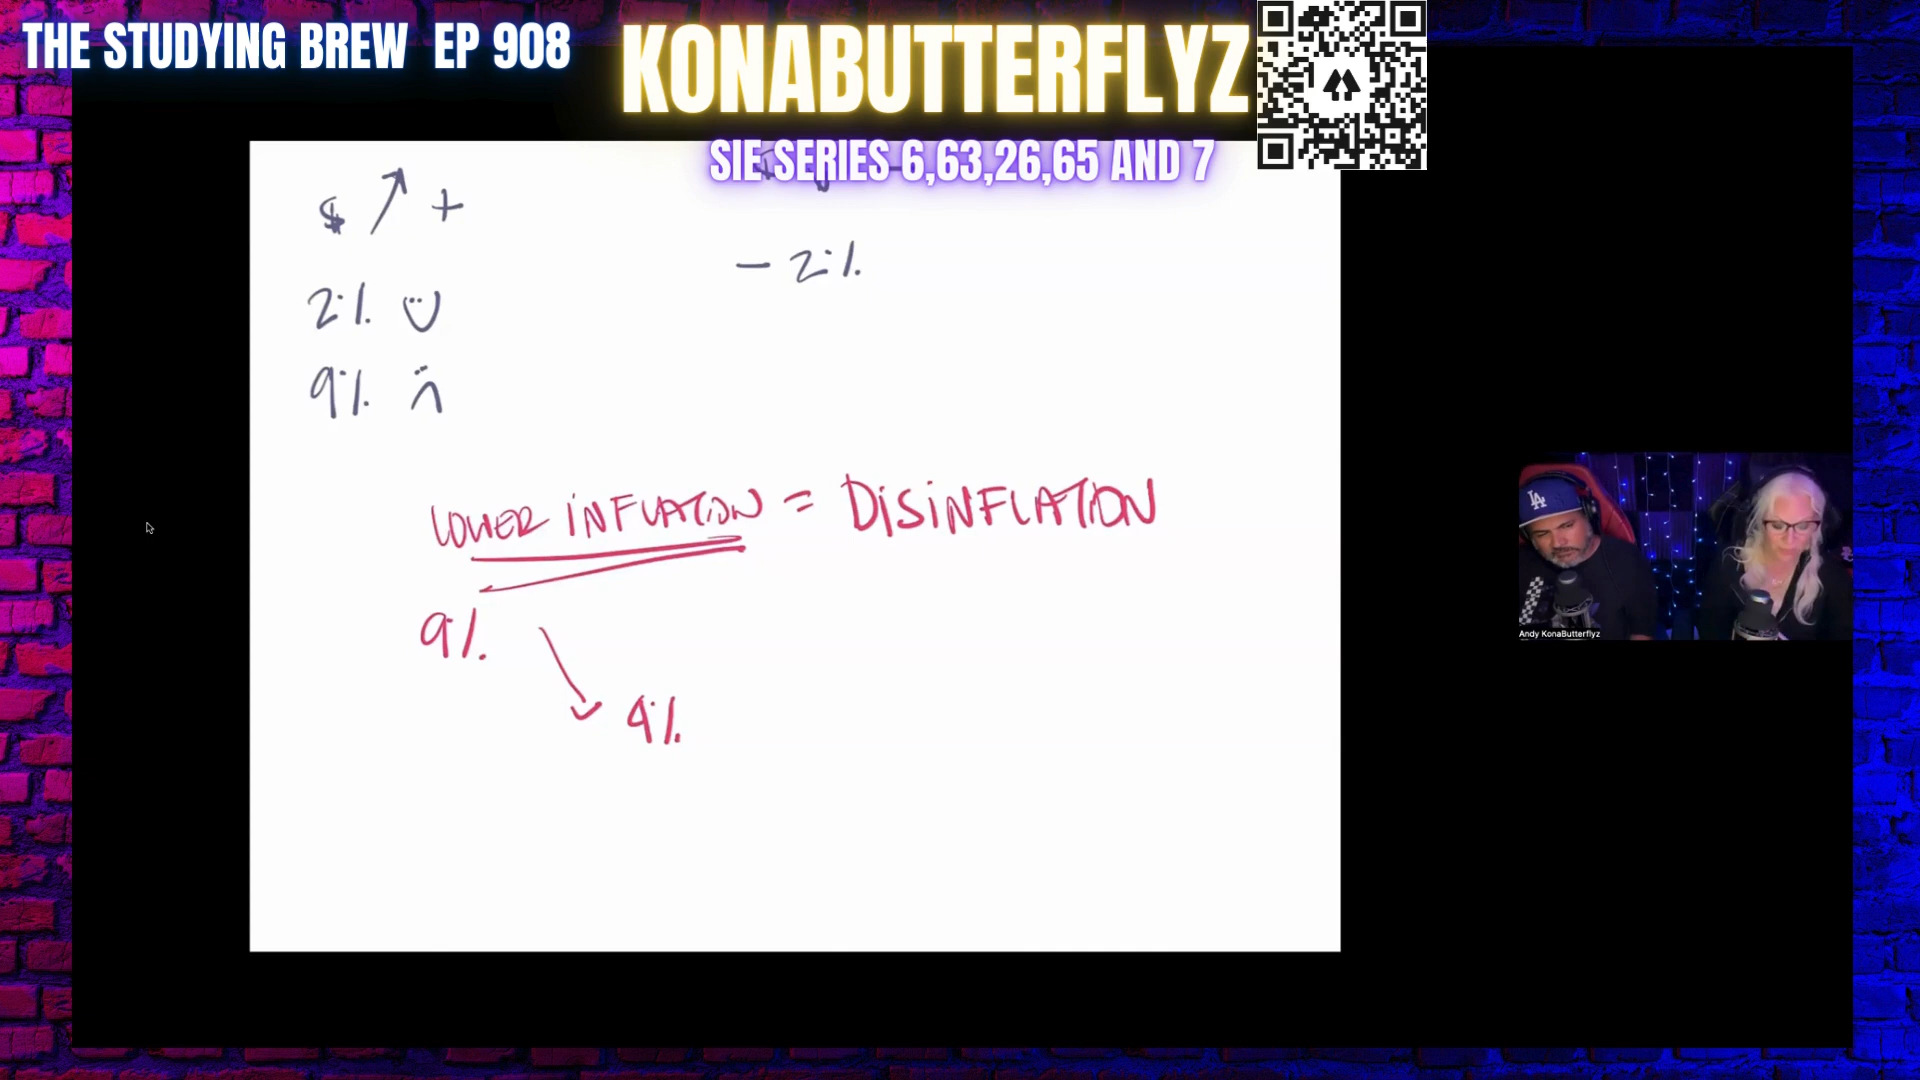 THE STUDYING BREW EP 908
KONABUTTERFLYZ
SIE SERIES 6,63,26,65 AND 7
$ +
- 2%
2%
9%
LOWER INFLATION = DISINFLATION
9%
4%
Andy KonaButterflyz
LA